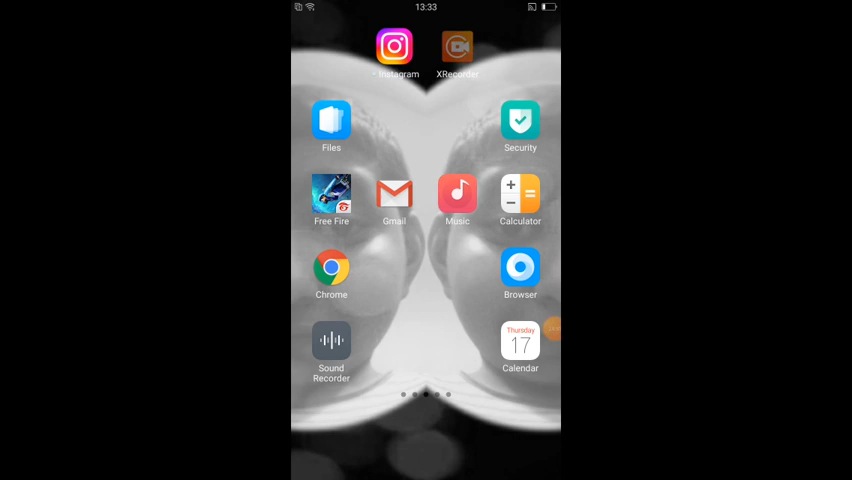 13:33
Instagram
XRecorder
Files
Security
Free Fire
Gmail
Music
Calculator
Chrome
Browser
Thursday
17
Sound
Recorder
Calendar